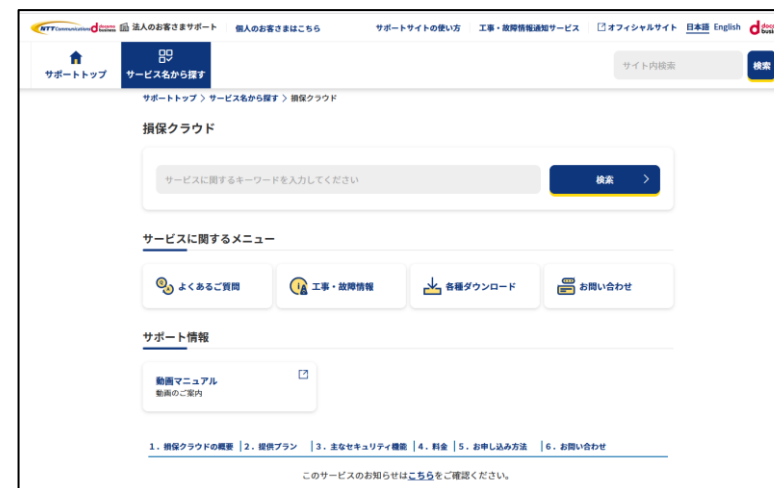 NTT Communications docomo business 法人のお客さまサポート 個人のお客さまはこちら サポートサイトの使い方 工事・故障情報通知サービス オフィシャルサイト 日本語 English
サポートトップ サービス名から探す サイト内検索 検索
サポートトップ 〉 サービス名から探す 〉 損保クラウド
損保クラウド
サービスに関するキーワードを入力してください 検索
サービスに関するメニュー
よくあるご質問 工事・故障情報 各種ダウンロード お問い合わせ
サポート情報
動画マニュアル
動画のご案内
1．損保クラウドの概要 | 2．提供プラン | 3．主なセキュリティ機能 | 4．料金 | 5．お申し込み方法 | 6．お問い合わせ
このサービスのお知らせはこちらをご確認ください。